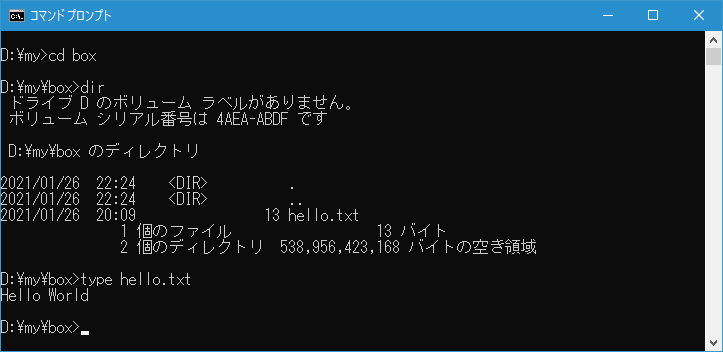 コマンドプロンプト
D:¥my>cd box
D:¥my¥box>dir
ドライブ D のボリューム ラベルがありません。
ボリューム シリアル番号は 4AEA-ABDF です
D:¥my¥box のディレクトリ
2021/01/26  22:24    <DIR>          .
2021/01/26  22:24    <DIR>          ..
2021/01/26  20:09                13 hello.txt
1 個のファイル                  13 バイト
2 個のディレクトリ  538,956,423,168 バイトの空き領域
D:¥my¥box>type hello.txt
Hello World
D:¥my¥box>